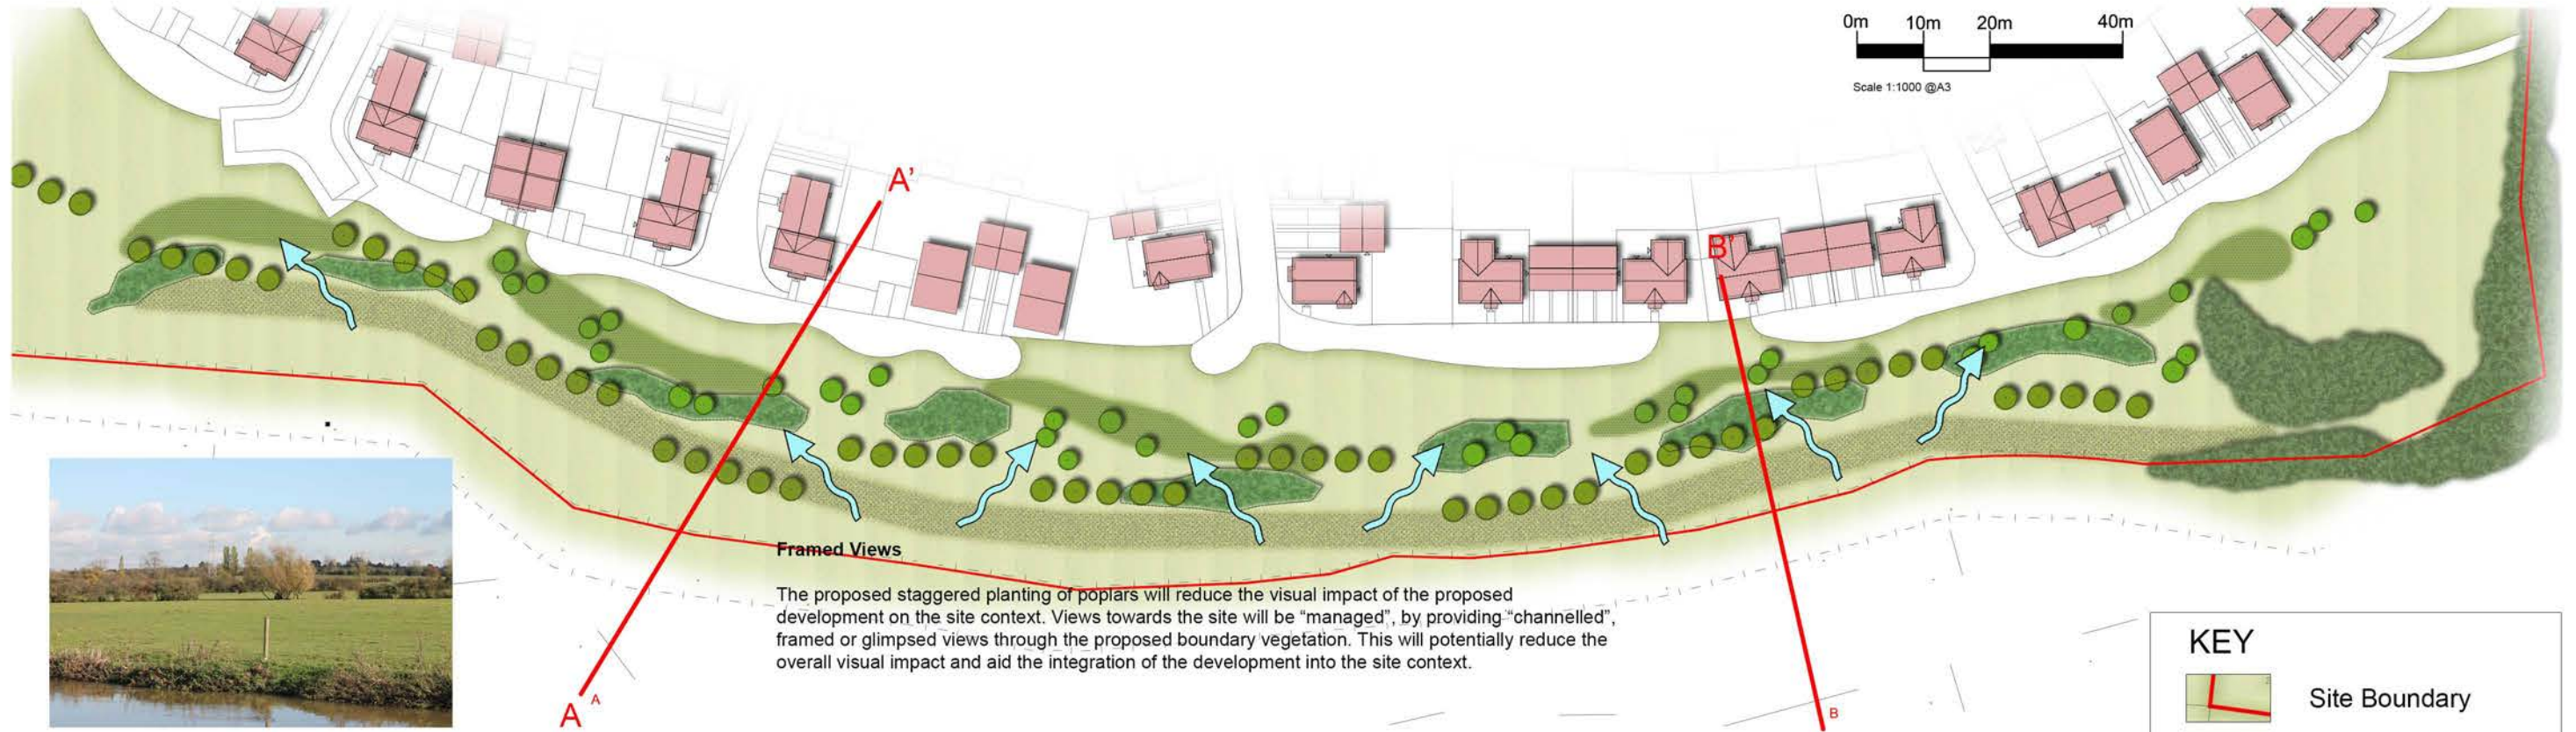 0m 10m 20m 40m
Scale 1:1000 @A3
A’
B’
Framed Views
The proposed staggered planting of poplars will reduce the visual impact of the proposed
development on the site context. Views towards the site will be “managed”, by providing “channelled”,
framed or glimpsed views through the proposed boundary vegetation. This will potentially reduce the
overall visual impact and aid the integration of the development into the site context.
A A
B
KEY
Site Boundary